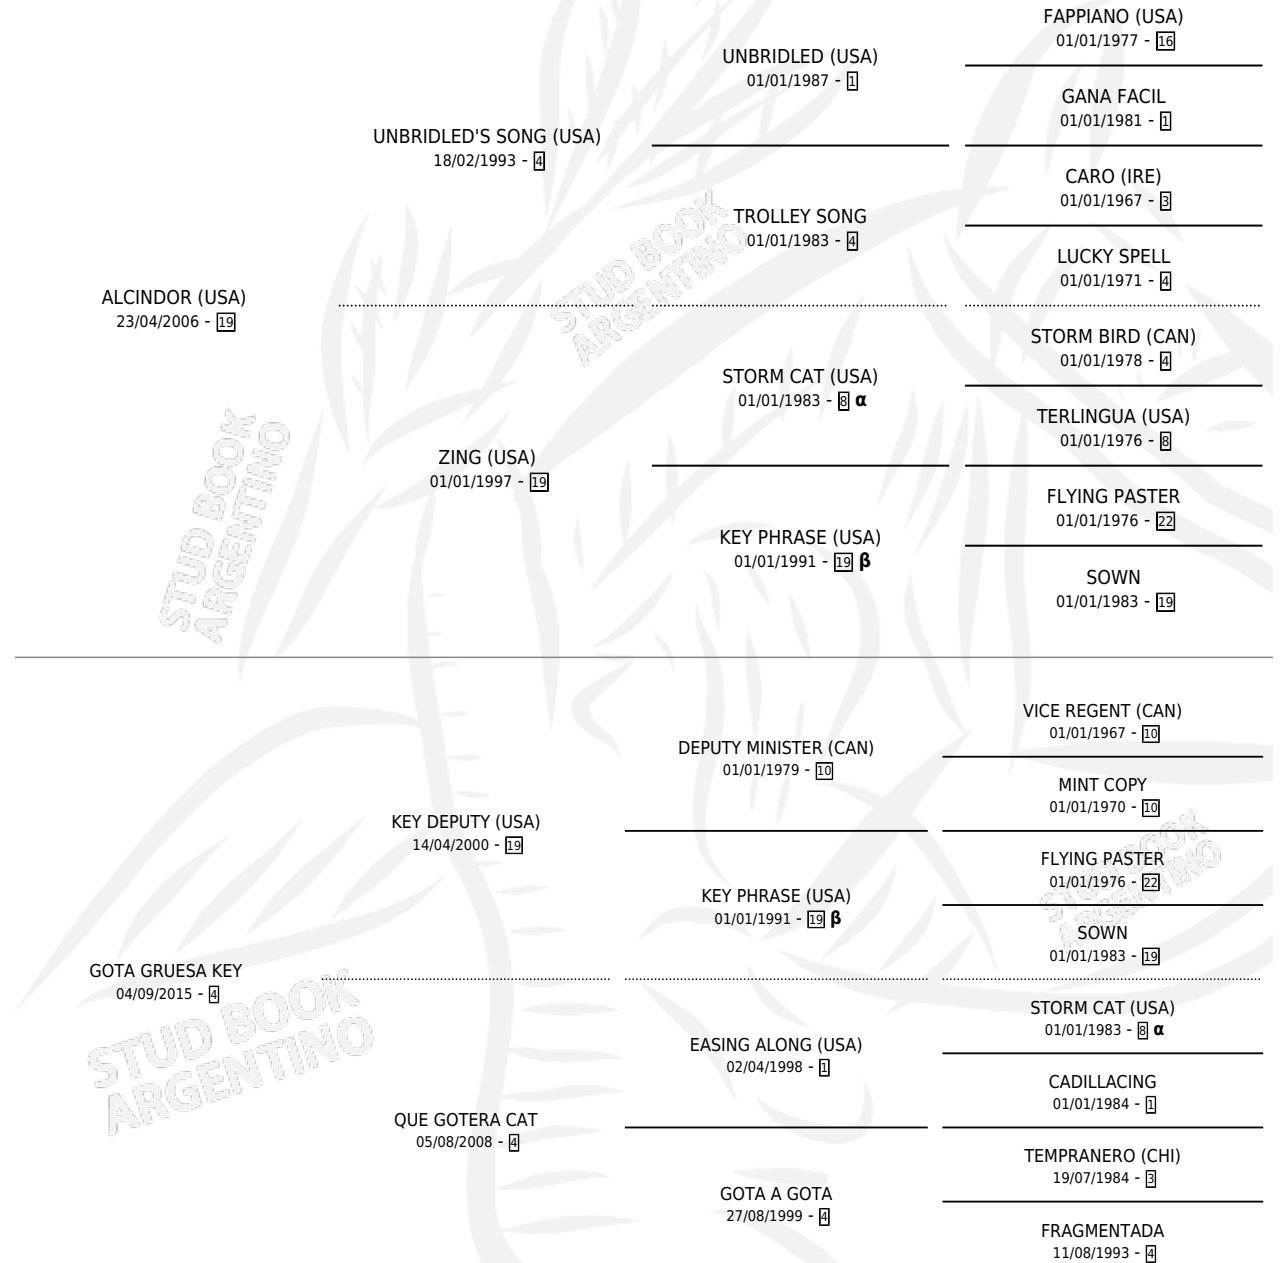 FAPPIANO (USA)
01/01/1977 - 16
UNBRIDLED (USA)
01/01/1987 - 1
GANA FACIL
01/01/1981 - 1
UNBRIDLED'S SONG (USA)
18/02/1993 - 4
CARO (IRE)
01/01/1967 - 3
TROLLEY SONG
01/01/1983 - 4
LUCKY SPELL
01/01/1971 - 4
ALCINDOR (USA)
23/04/2006 - 19
STORM BIRD (CAN)
01/01/1978 - 4
STORM CAT (USA)
01/01/1983 - 8 α
TERLINGUA (USA)
01/01/1976 - 8
ZING (USA)
01/01/1997 - 19
FLYING PASTER
01/01/1976 - 22
KEY PHRASE (USA)
01/01/1991 - 19 β
SOWN
01/01/1983 - 19
VICE REGENT (CAN)
01/01/1967 - 10
DEPUTY MINISTER (CAN)
01/01/1979 - 10
MINT COPY
01/01/1970 - 10
KEY DEPUTY (USA)
14/04/2000 - 19
FLYING PASTER
01/01/1976 - 22
KEY PHRASE (USA)
01/01/1991 - 19 β
SOWN
01/01/1983 - 19
GOTA GRUESA KEY
04/09/2015 - 4
STORM CAT (USA)
01/01/1983 - 8 α
EASING ALONG (USA)
02/04/1998 - 1
CADILLACING
01/01/1984 - 1
QUE GOTERA CAT
05/08/2008 - 4
TEMPRANERO (CHI)
19/07/1984 - 3
GOTA A GOTA
27/08/1999 - 4
FRAGMENTADA
11/08/1993 - 4
STUD BOOK
ARGENTINO
STUD BOOK
ARGENTINO
STUD BOOK
ARGENTINO
STUD BOOK
ARGENTINO